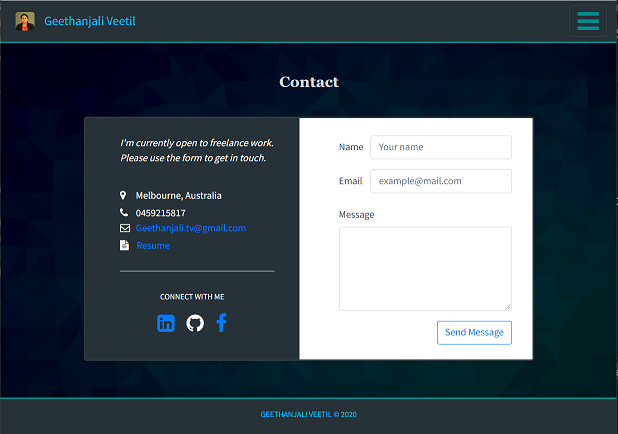 Geethanjali Veetil
Contact
I'm currently open to freelance work.
Please use the form to get in touch.
Melbourne, Australia
0459215817
Geethanjali.tv@gmail.com
Resume
CONNECT WITH ME
Name
Your name
Email
example@mail.com
Message
Send Message
GEETHANJALI VEETIL © 2020